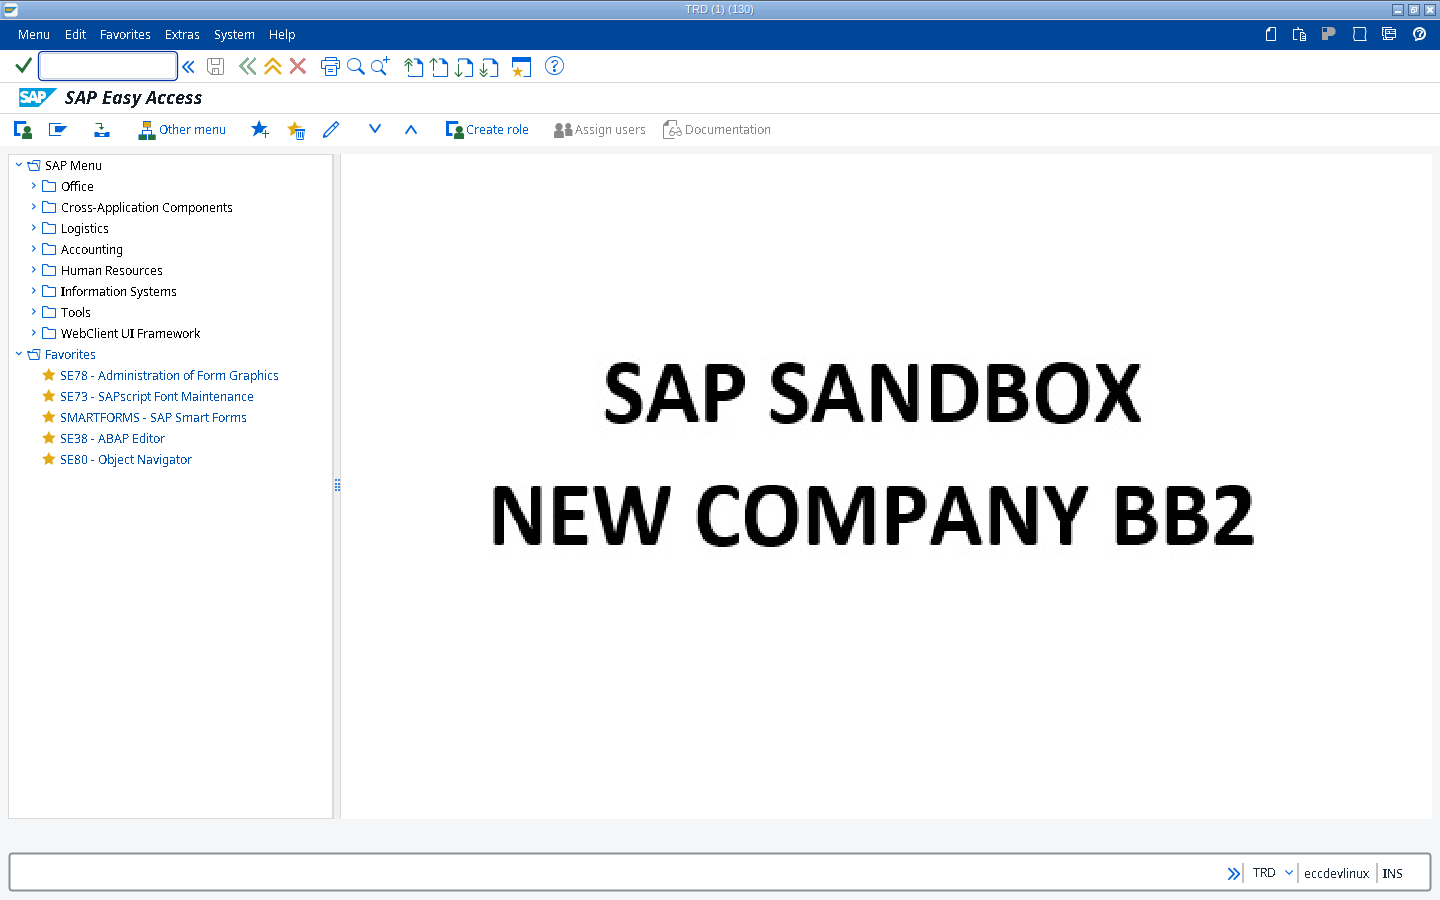 TRD (1) (130)
Menu Edit Favorites Extras System Help
SAP SAP Easy Access
Other menu Create role Assign users Documentation
SAP Menu
Office
Cross-Application Components
Logistics
Accounting
Human Resources
Information Systems
Tools
WebClient UI Framework
Favorites
SE78 - Administration of Form Graphics
SE73 - SAPscript Font Maintenance
SMARTFORMS - SAP Smart Forms
SE38 - ABAP Editor
SE80 - Object Navigator
SAP SANDBOX
NEW COMPANY BB2
TRD eccdevlinux INS